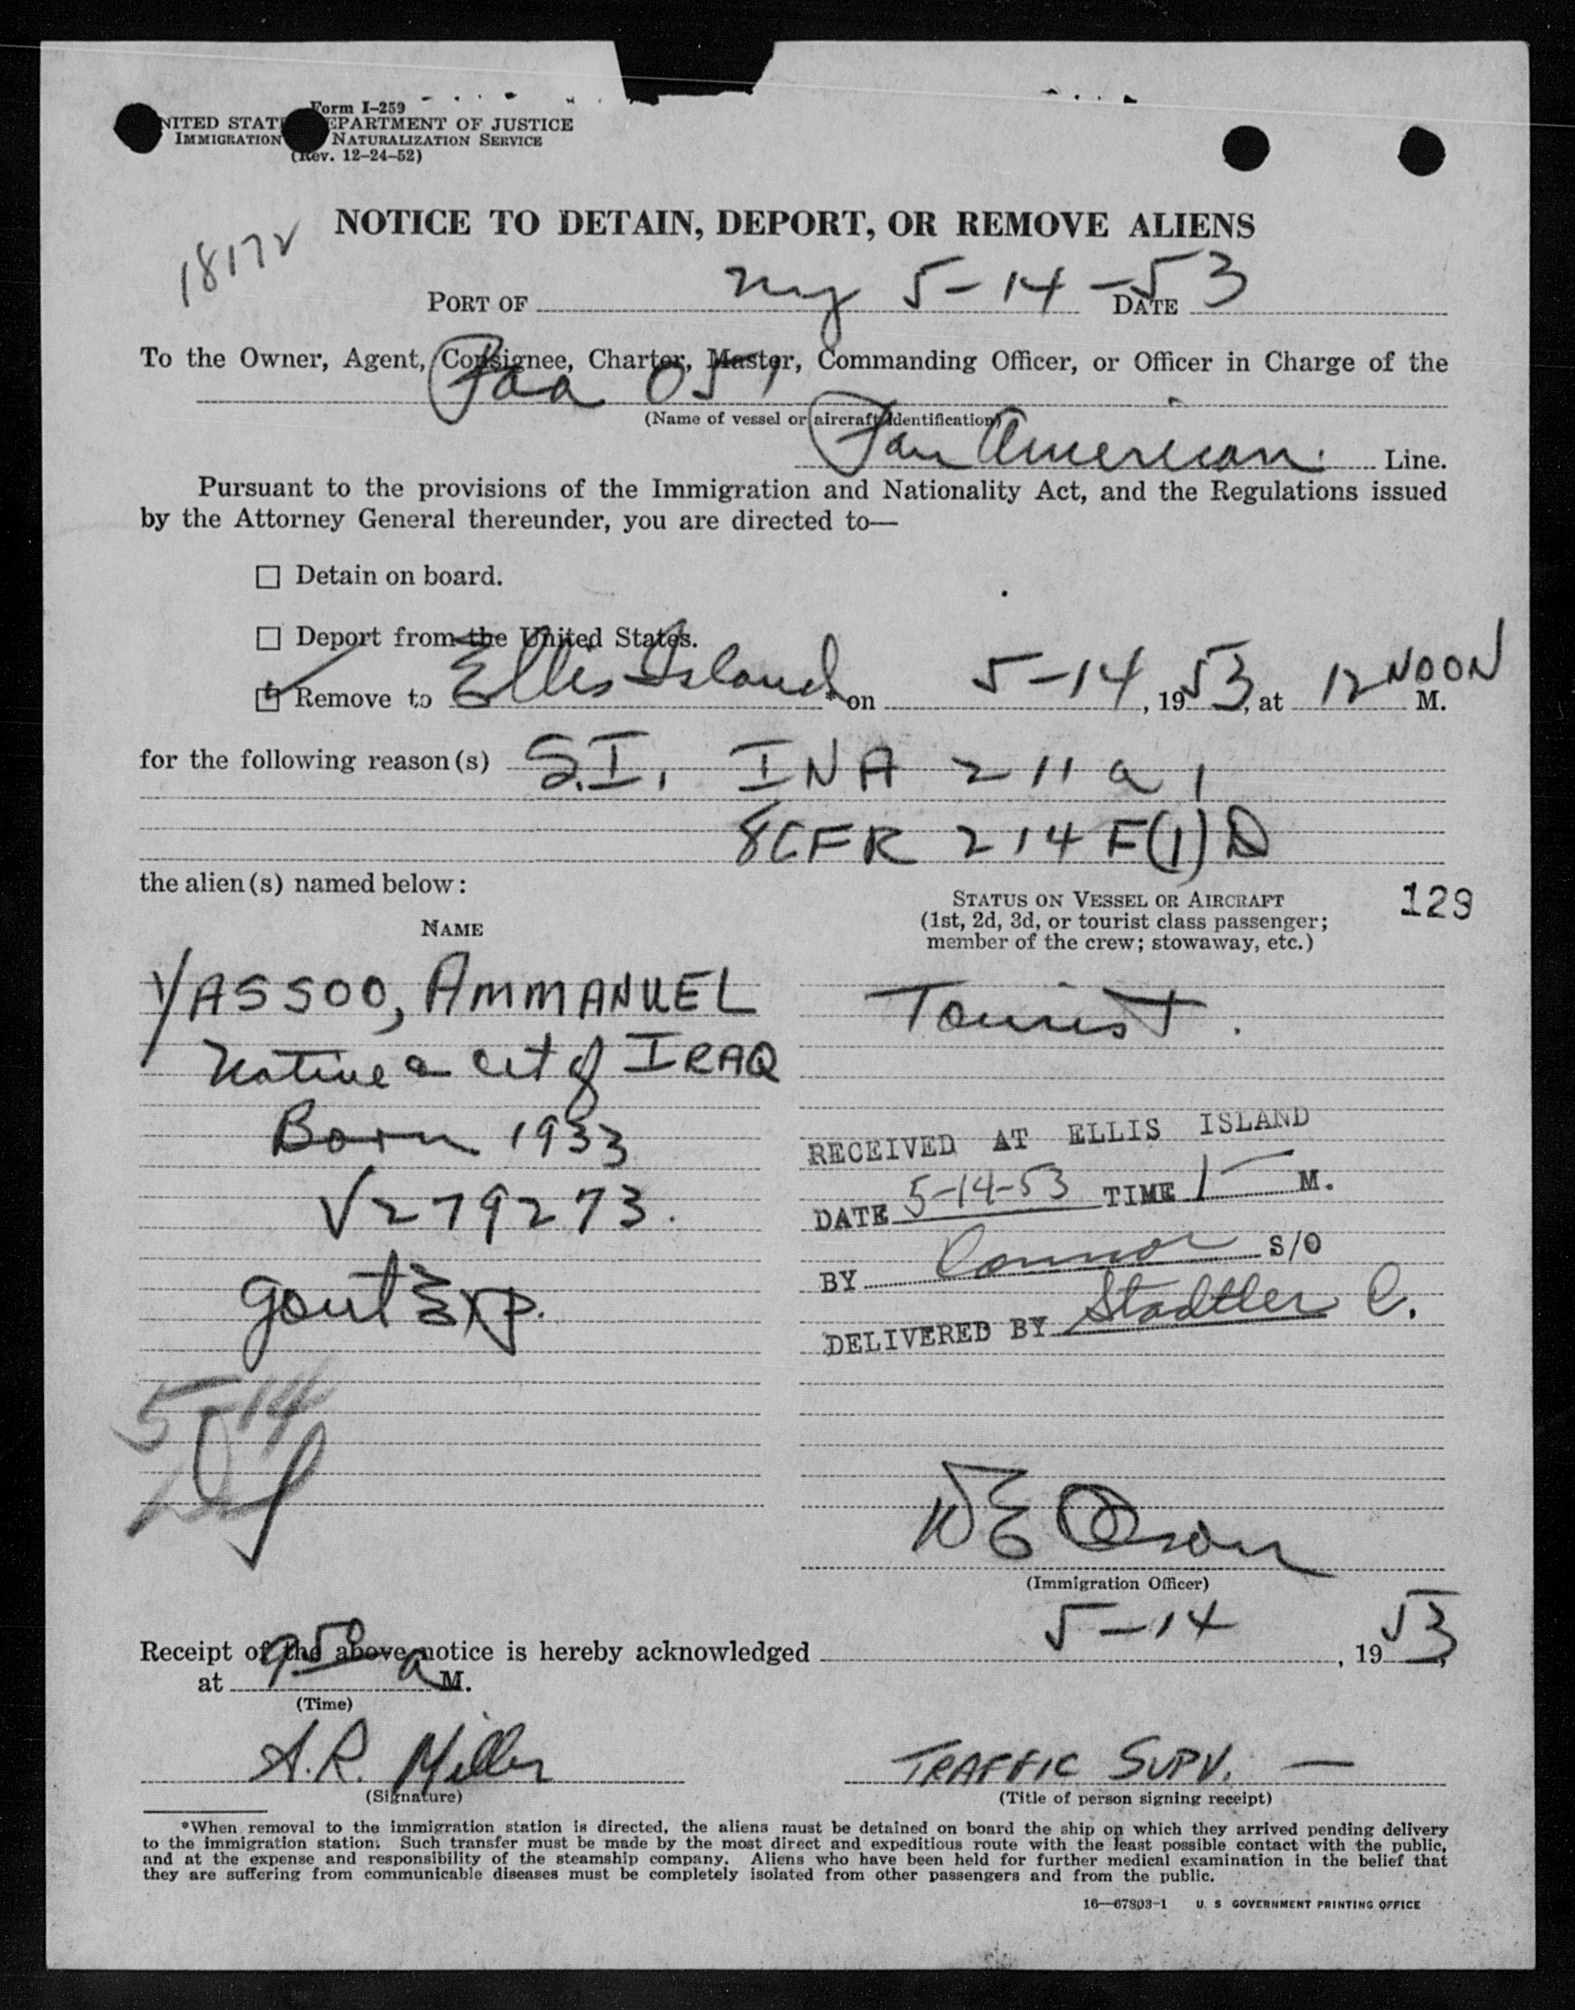 Form I-259
UNITED STATES DEPARTMENT OF JUSTICE
IMMIGRATION NATURALIZATION SERVICE
(Rev. 12-24-52)
NOTICE TO DETAIN, DEPORT, OR REMOVE ALIENS
18172
PORT OF NY 5-14-53 DATE
To the Owner, Agent, Consignee, Charter, Master, Commanding Officer, or Officer in Charge of the
Paa 051
(Name of vessel or aircraft identification)
Pan American Line.
Pursuant to the provisions of the Immigration and Nationality Act, and the Regulations issued
by the Attorney General thereunder, you are directed to—
☐ Detain on board.
☐ Deport from the United States.
☑ Remove to Ellis Island *on 5-14, 1953, at 12 NOON M.
for the following reason(s) S.I. INA 211 a 1
8CFR 214 F(1) D
the alien(s) named below:
NAME
STATUS ON VESSEL OR AIRCRAFT
(1st, 2d, 3d, or tourist class passenger;
member of the crew; stowaway, etc.)
129
YASSOO, AMMANUEL
Tourist.
Native a cit of IRAQ
Born 1933
V279273.
Gout Exp.
RECEIVED AT ELLIS ISLAND
DATE 5-14-53 TIME 1— M.
BY Connor S/O
DELIVERED BY Stadtler C.
5-14
W E Olson
(Immigration Officer)
Receipt of the above notice is hereby acknowledged 5-14, 1953,
at 9 50 a M.
(Time)
A.R. Miller
(Signature)
TRAFFIC SUPV. —
(Title of person signing receipt)
*When removal to the immigration station is directed, the aliens must be detained on board the ship on which they arrived pending delivery
to the immigration station. Such transfer must be made by the most direct and expeditious route with the least possible contact with the public,
and at the expense and responsibility of the steamship company. Aliens who have been held for further medical examination in the belief that
they are suffering from communicable diseases must be completely isolated from other passengers and from the public.
16—67803-1 U. S GOVERNMENT PRINTING OFFICE